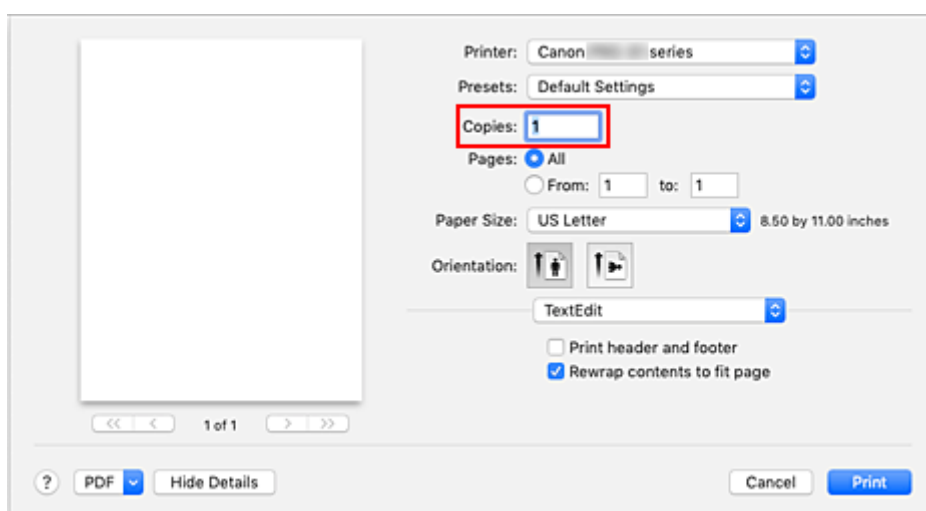 Printer: Canon series
Presets: Default Settings
Copies: 1
Pages: All
From: 1 to: 1
Paper Size: US Letter 8.50 by 11.00 inches
Orientation:
TextEdit
Print header and footer
Rewrap contents to fit page
<< < 1 of 1 > >>
? PDF Hide Details Cancel Print